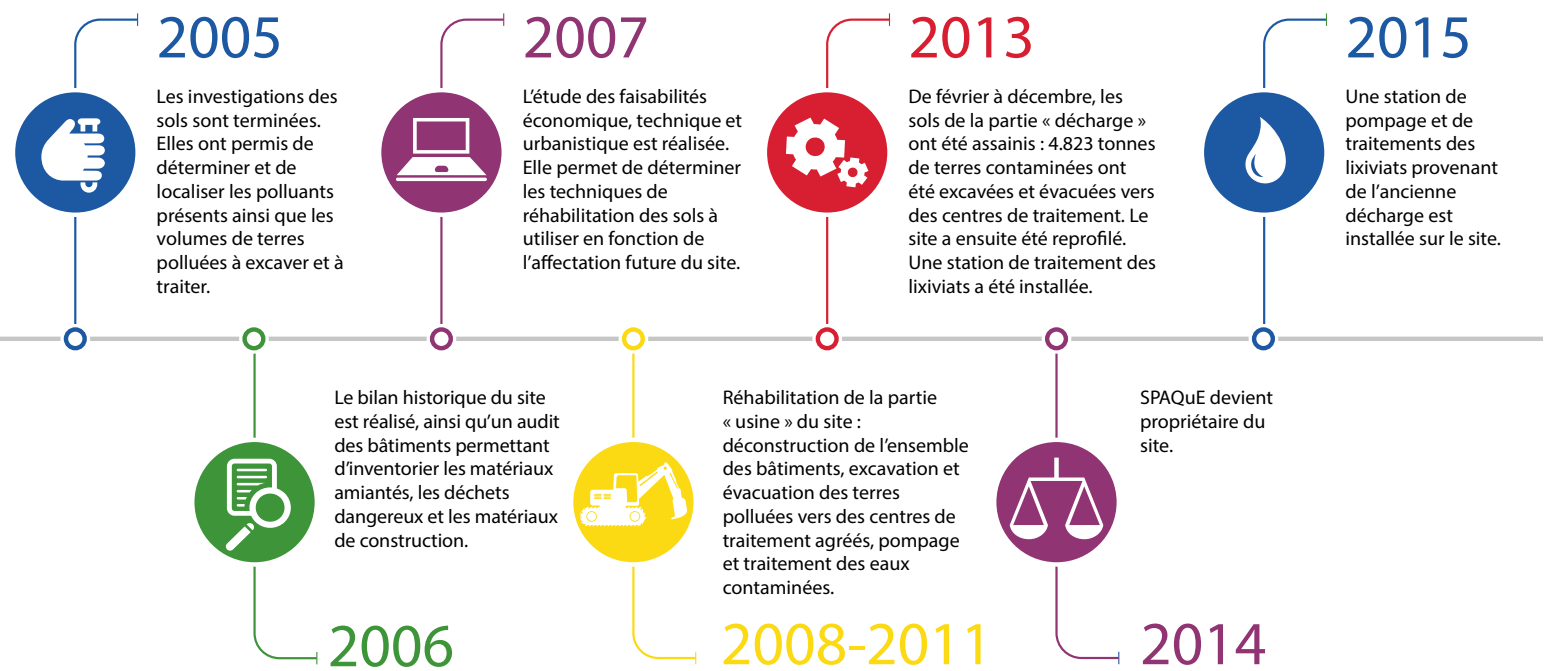 2005
Les investigations des
sols sont terminées.
Elles ont permis de
déterminer et de
localiser les polluants
présents ainsi que les
volumes de terres
polluées à excaver et à
traiter.
2007
L’étude des faisabilités
économique, technique et
urbanistique est réalisée.
Elle permet de déterminer
les techniques de
réhabilitation des sols à
utiliser en fonction de
l’affectation future du site.
2013
De février à décembre, les
sols de la partie « décharge »
ont été assainis : 4.823 tonnes
de terres contaminées ont
été excavées et évacuées vers
des centres de traitement. Le
site a ensuite été reprofilé.
Une station de traitement des
lixiviats a été installée.
2015
Une station de
pompage et de
traitements des
lixiviats provenant
de l’ancienne
décharge est
installée sur le site.
Le bilan historique du site
est réalisé, ainsi qu’un audit
des bâtiments permettant
d’inventorier les matériaux
amiantés, les déchets
dangereux et les matériaux
de construction.
2006
Réhabilitation de la partie
« usine » du site :
déconstruction de l’ensemble
des bâtiments, excavation et
évacuation des terres
polluées vers des centres de
traitement agréés, pompage
et traitement des eaux
contaminées.
2008-2011
SPAQuE devient
propriétaire du
site.
2014